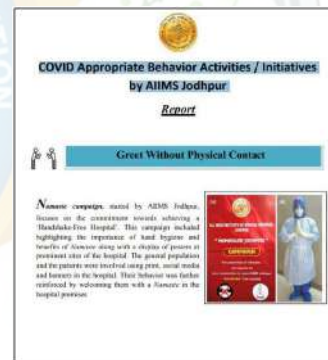 COVID Appropriate Behavior Activities / Initiatives
by AIIMS Jodhpur
Report
Greet Without Physical Contact
Namaste campaign, started by AIIMS Jodhpur,
focuses on the commitment towards achieving a
'Handshake-Free Hospital'. This campaign included
highlighting the importance of hand hygiene and
benefits of Namaste along with a display of posters at
prominent sites of the hospital. The general population
and the patients were involved using print, social media
and banners in the hospital. Their behavior was further
reinforced by welcoming them with a Namaste in the
hospital premises